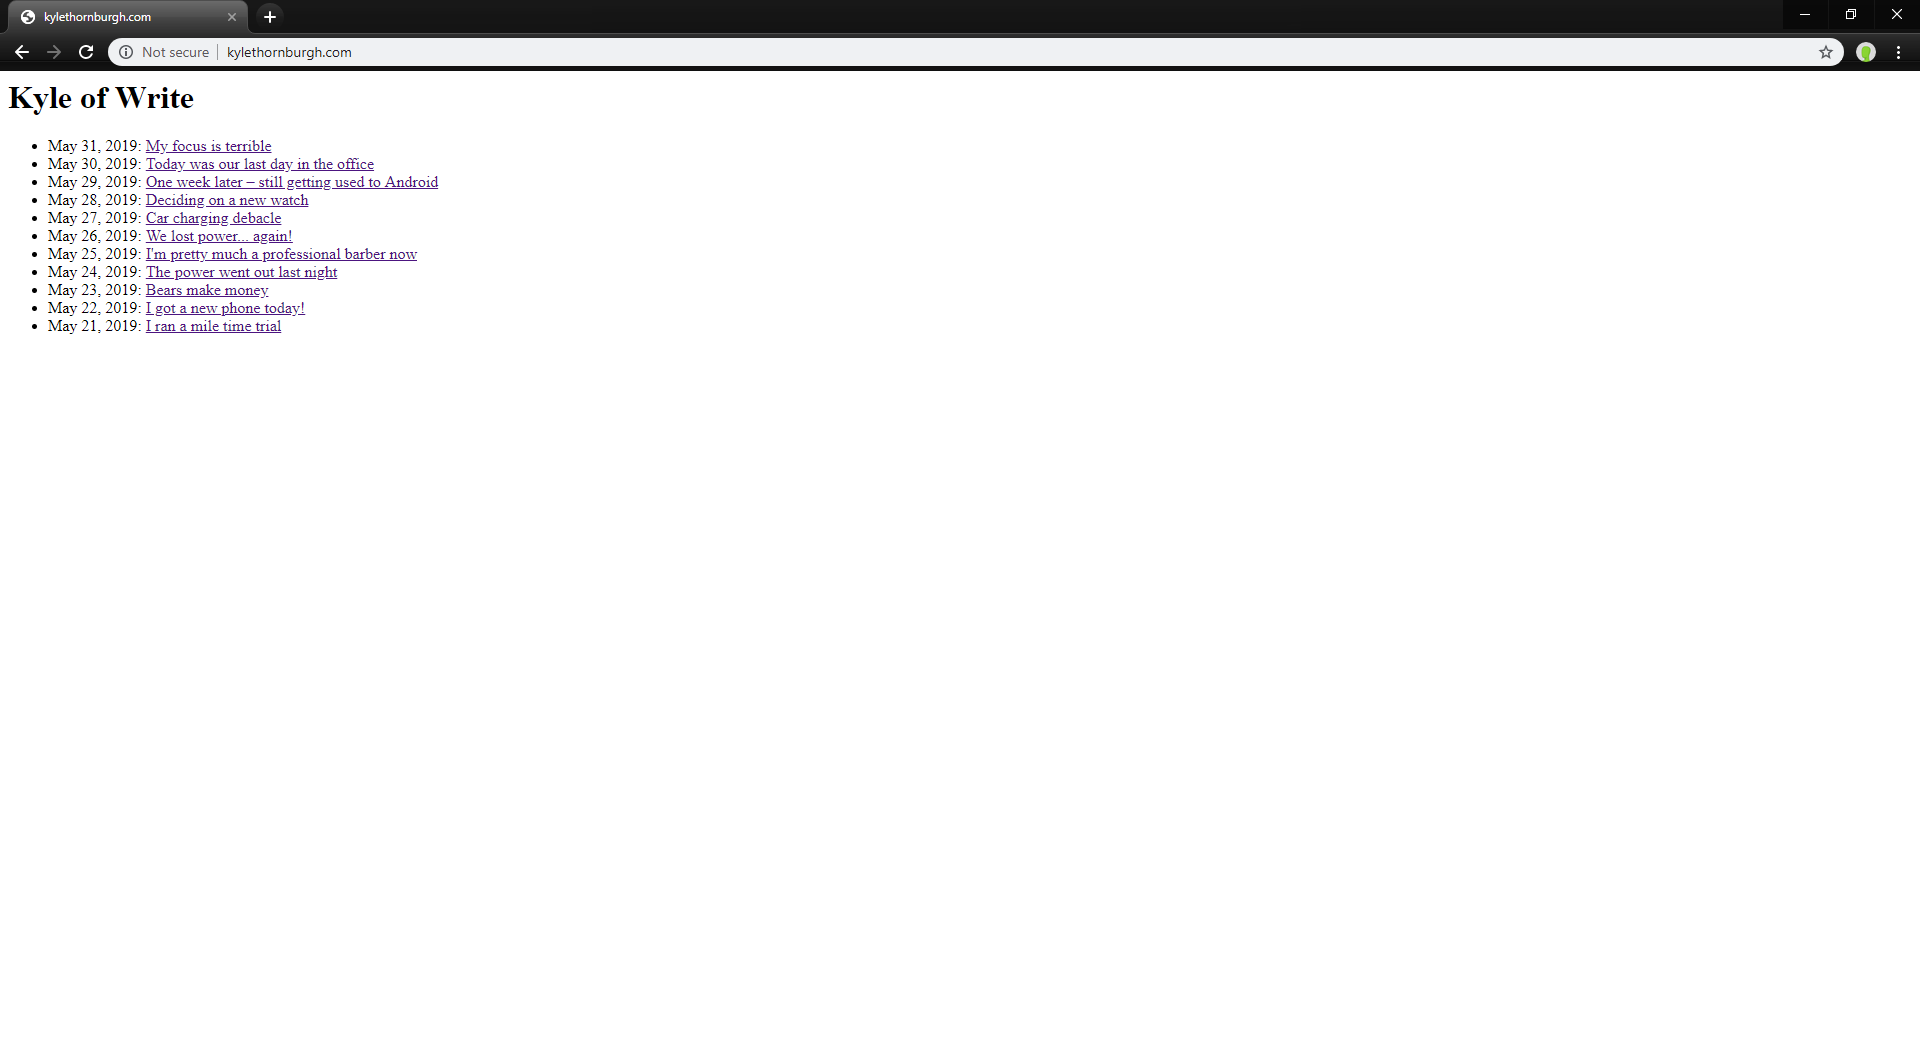 kylethornburgh.com
Not secure kylethornburgh.com
Kyle of Write
May 31, 2019: My focus is terrible
May 30, 2019: Today was our last day in the office
May 29, 2019: One week later – still getting used to Android
May 28, 2019: Deciding on a new watch
May 27, 2019: Car charging debacle
May 26, 2019: We lost power... again!
May 25, 2019: I'm pretty much a professional barber now
May 24, 2019: The power went out last night
May 23, 2019: Bears make money
May 22, 2019: I got a new phone today!
May 21, 2019: I ran a mile time trial